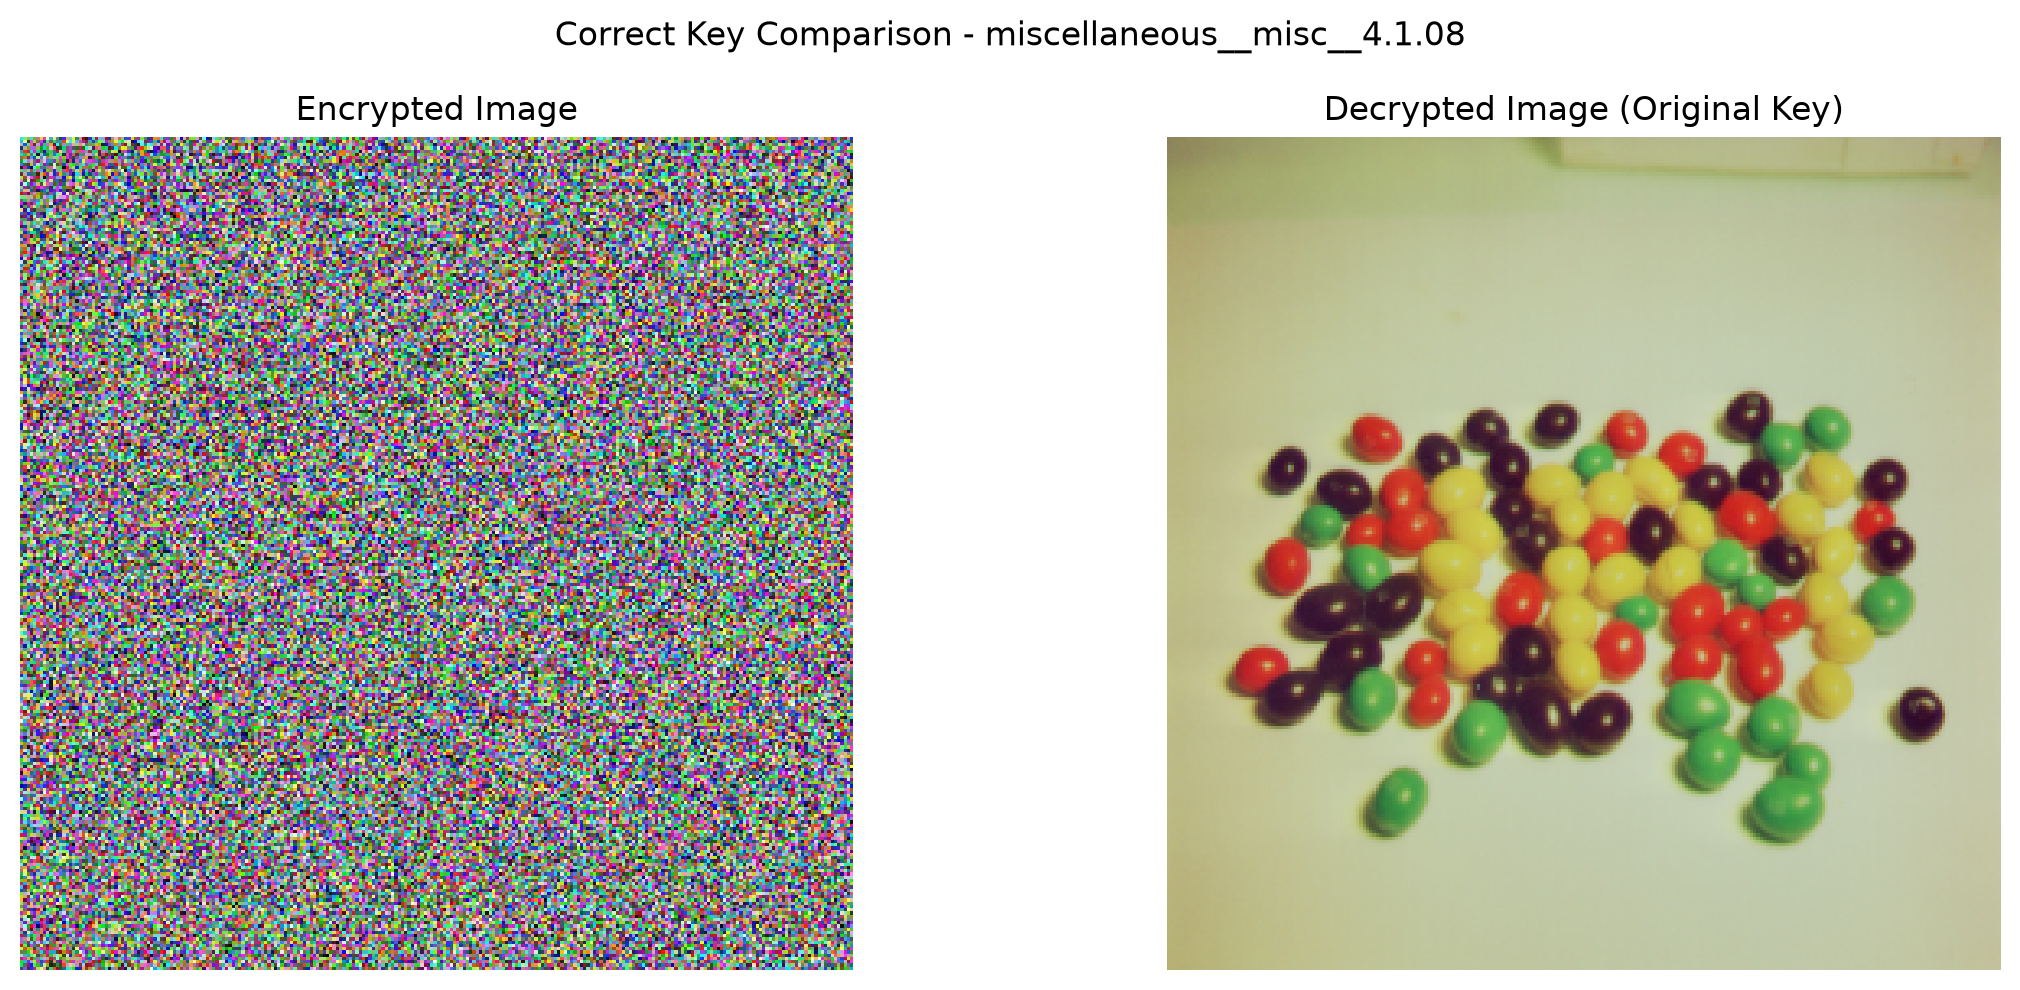 Correct Key Comparison - miscellaneous__misc__4.1.08
Encrypted Image
Decrypted Image (Original Key)